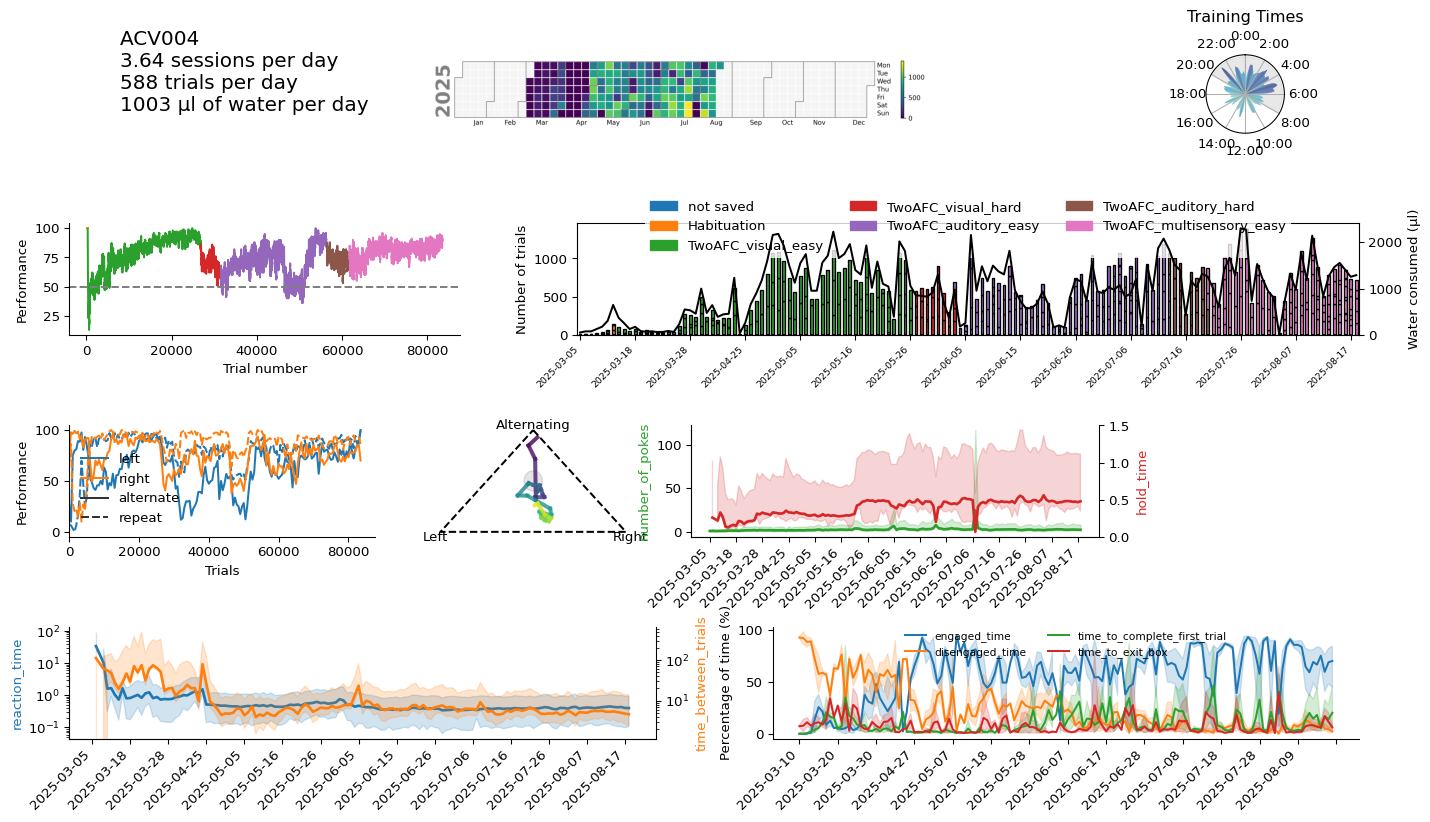 ACV004
3.64 sessions per day
588 trials per day
1003 µl of water per day
2025
Mon
Tue
Wed
Thu
Fri
Sat
Sun
Jan Feb Mar Apr May Jun Jul Aug Sep Oct Nov Dec
1000
500
0
Training Times
0:00
2:00
4:00
6:00
8:00
10:00
12:00
14:00
16:00
18:00
20:00
22:00
Performance
100
75
50
25
0 20000 40000 60000 80000
Trial number
not saved
Habituation
TwoAFC_visual_easy
TwoAFC_visual_hard
TwoAFC_auditory_easy
TwoAFC_auditory_hard
TwoAFC_multisensory_easy
Number of trials
1000
500
0
2000
1000
0
Water consumed (µl)
2025-03-05 2025-03-18 2025-03-28 2025-04-25 2025-05-05 2025-05-16 2025-05-26 2025-06-05 2025-06-15 2025-06-26 2025-07-06 2025-07-16 2025-07-26 2025-08-07 2025-08-17
Performance
100
50
0
left
right
alternate
repeat
0 20000 40000 60000 80000
Trials
Alternating
Left
Right
number_of_pokes
100
50
0
1.5
1.0
0.5
0.0
hold_time
2025-03-05 2025-03-18 2025-03-28 2025-04-25 2025-05-05 2025-05-16 2025-05-26 2025-06-05 2025-06-15 2025-06-26 2025-07-06 2025-07-16 2025-07-26 2025-08-07 2025-08-17
reaction_time
10²
10¹
10⁰
10⁻¹
10²
10¹
time_between_trials
2025-03-05 2025-03-18 2025-03-28 2025-04-25 2025-05-05 2025-05-16 2025-05-26 2025-06-05 2025-06-15 2025-06-26 2025-07-06 2025-07-16 2025-07-26 2025-08-07 2025-08-17
Percentage of time (%)
100
50
0
engaged_time
disengaged_time
time_to_complete_first_trial
time_to_exit_box
2025-03-10 2025-03-20 2025-03-30 2025-04-27 2025-05-07 2025-05-18 2025-05-28 2025-06-07 2025-06-17 2025-06-28 2025-07-08 2025-07-18 2025-07-28 2025-08-09